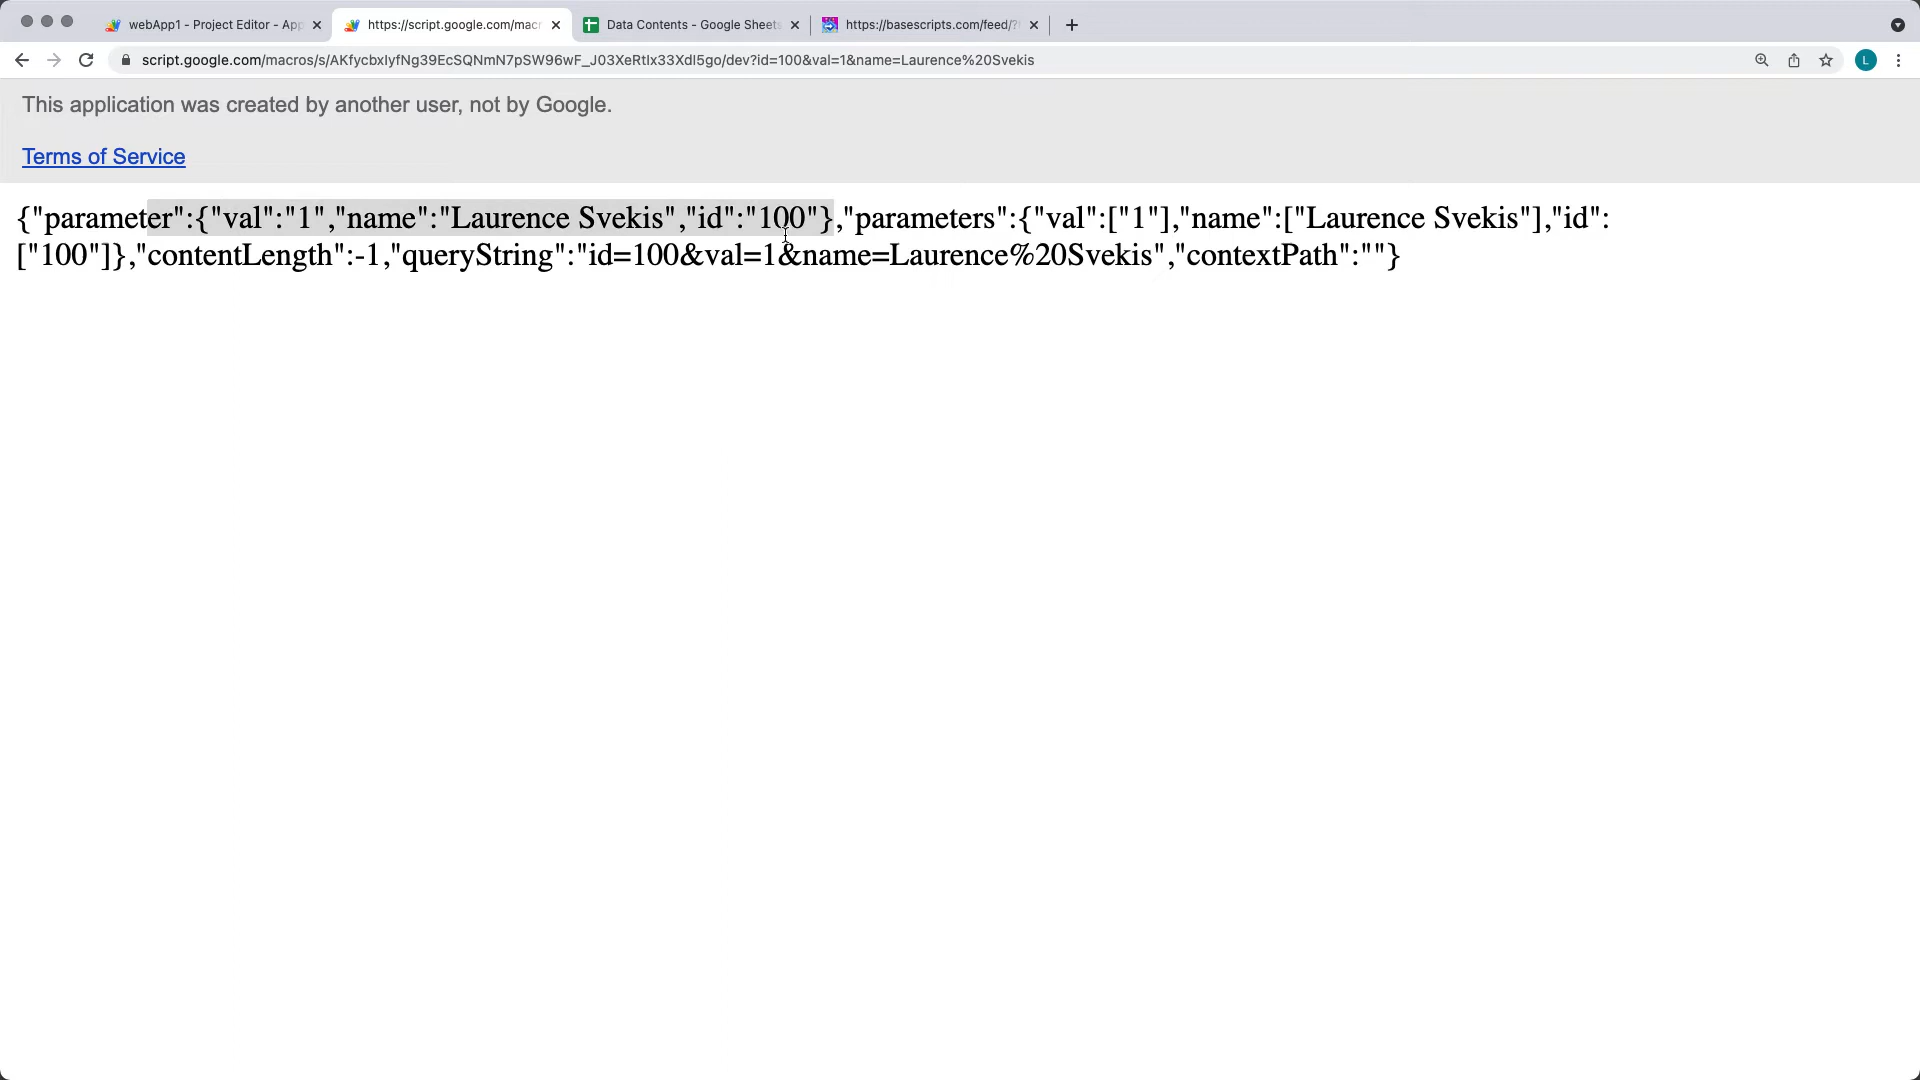 webApp1 - Project Editor - App
https://script.google.com/mac
Data Contents - Google Sheets
https://basescripts.com/feed/?
script.google.com/macros/s/AKfycbxIyfNg39EcSQNmN7pSW96wF_J03XeRtIx33XdI5go/dev?id=100&val=1&name=Laurence%20Svekis
L
This application was created by another user, not by Google.
Terms of Service
{"parameter":{"val":"1","name":"Laurence Svekis","id":"100"},"parameters":{"val":["1"],"name":["Laurence Svekis"],"id":
["100"]},"contentLength":-1,"queryString":"id=100&val=1&name=Laurence%20Svekis","contextPath":""}